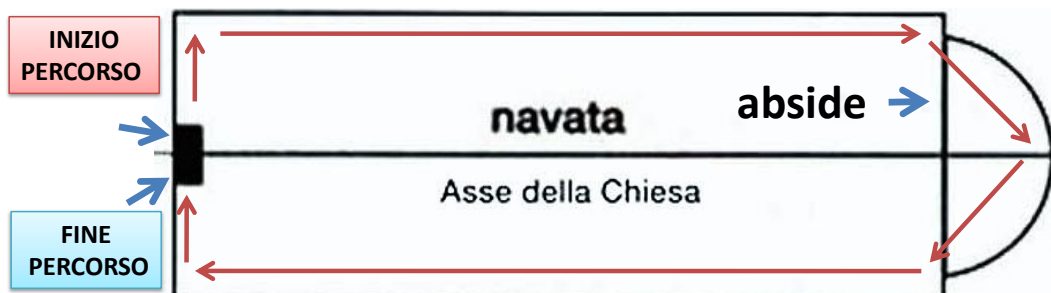 INIZIO
PERCORSO
abside
navata
Asse della Chiesa
FINE
PERCORSO